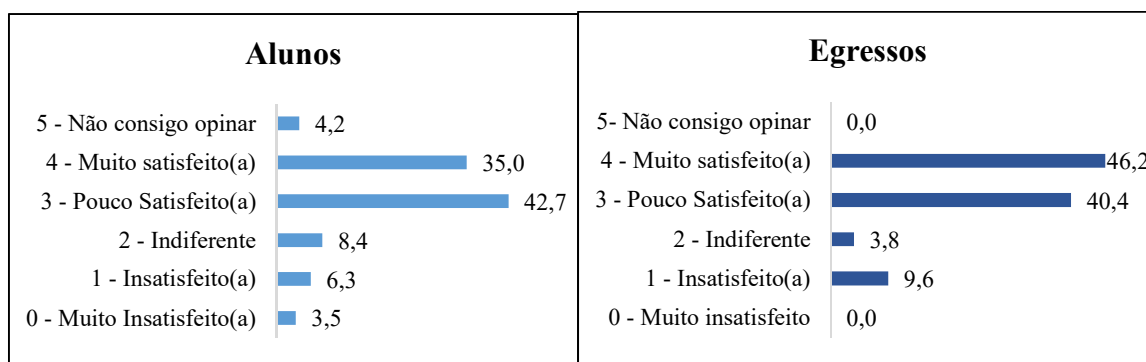 Alunos
5 - Não consigo opinar 4,2
4 - Muito satisfeito(a) 35,0
3 - Pouco Satisfeito(a) 42,7
2 - Indiferente 8,4
1 - Insatisfeito(a) 6,3
0 - Muito Insatisfeito(a) 3,5
Egressos
5- Não consigo opinar 0,0
4 - Muito satisfeito(a) 46,2
3 - Pouco Satisfeito(a) 40,4
2 - Indiferente 3,8
1 - Insatisfeito(a) 9,6
0 - Muito insatisfeito 0,0